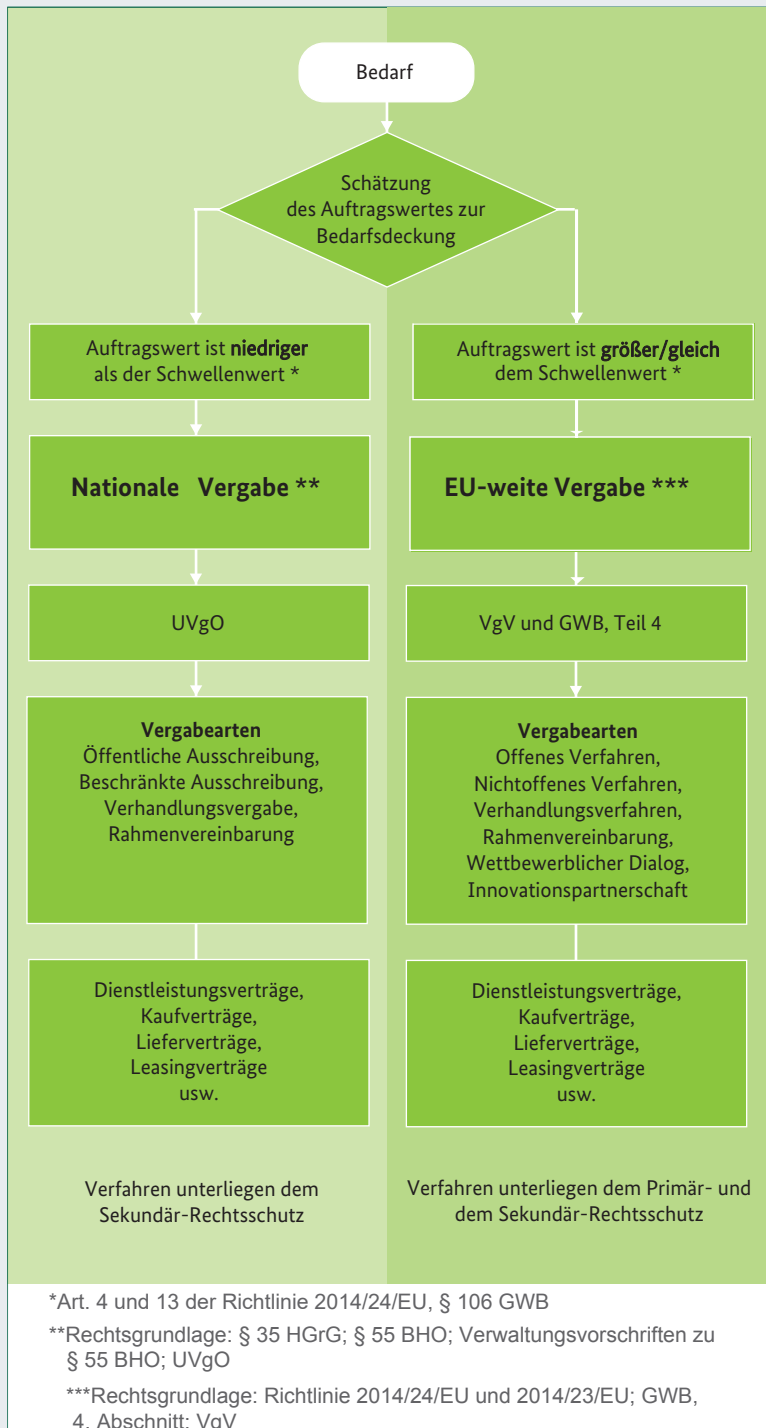 Bedarf
Schätzung
des Auftragswertes zur
Bedarfsdeckung
Auftragswert ist niedriger
als der Schwellenwert *
Nationale Vergabe **
UVgO
Vergabearten
Öffentliche Ausschreibung,
Beschränkte Ausschreibung,
Verhandlungsvergabe,
Rahmenvereinbarung
Dienstleistungsverträge,
Kaufverträge,
Lieferverträge,
Leasingverträge
usw.
Verfahren unterliegen dem
Sekundär-Rechtsschutz
Auftragswert ist größer/gleich
dem Schwellenwert *
EU-weite Vergabe ***
VgV und GWB, Teil 4
Vergabearten
Offenes Verfahren,
Nichtoffenes Verfahren,
Verhandlungsverfahren,
Rahmenvereinbarung,
Wettbewerblicher Dialog,
Innovationspartnerschaft
Dienstleistungsverträge,
Kaufverträge,
Lieferverträge,
Leasingverträge
usw.
Verfahren unterliegen dem Primär- und
dem Sekundär-Rechtsschutz
*Art. 4 und 13 der Richtlinie 2014/24/EU, § 106 GWB
**Rechtsgrundlage: § 35 HGrG; § 55 BHO; Verwaltungsvorschriften zu
§ 55 BHO; UVgO
***Rechtsgrundlage: Richtlinie 2014/24/EU und 2014/23/EU; GWB,
4. Abschnitt; VgV